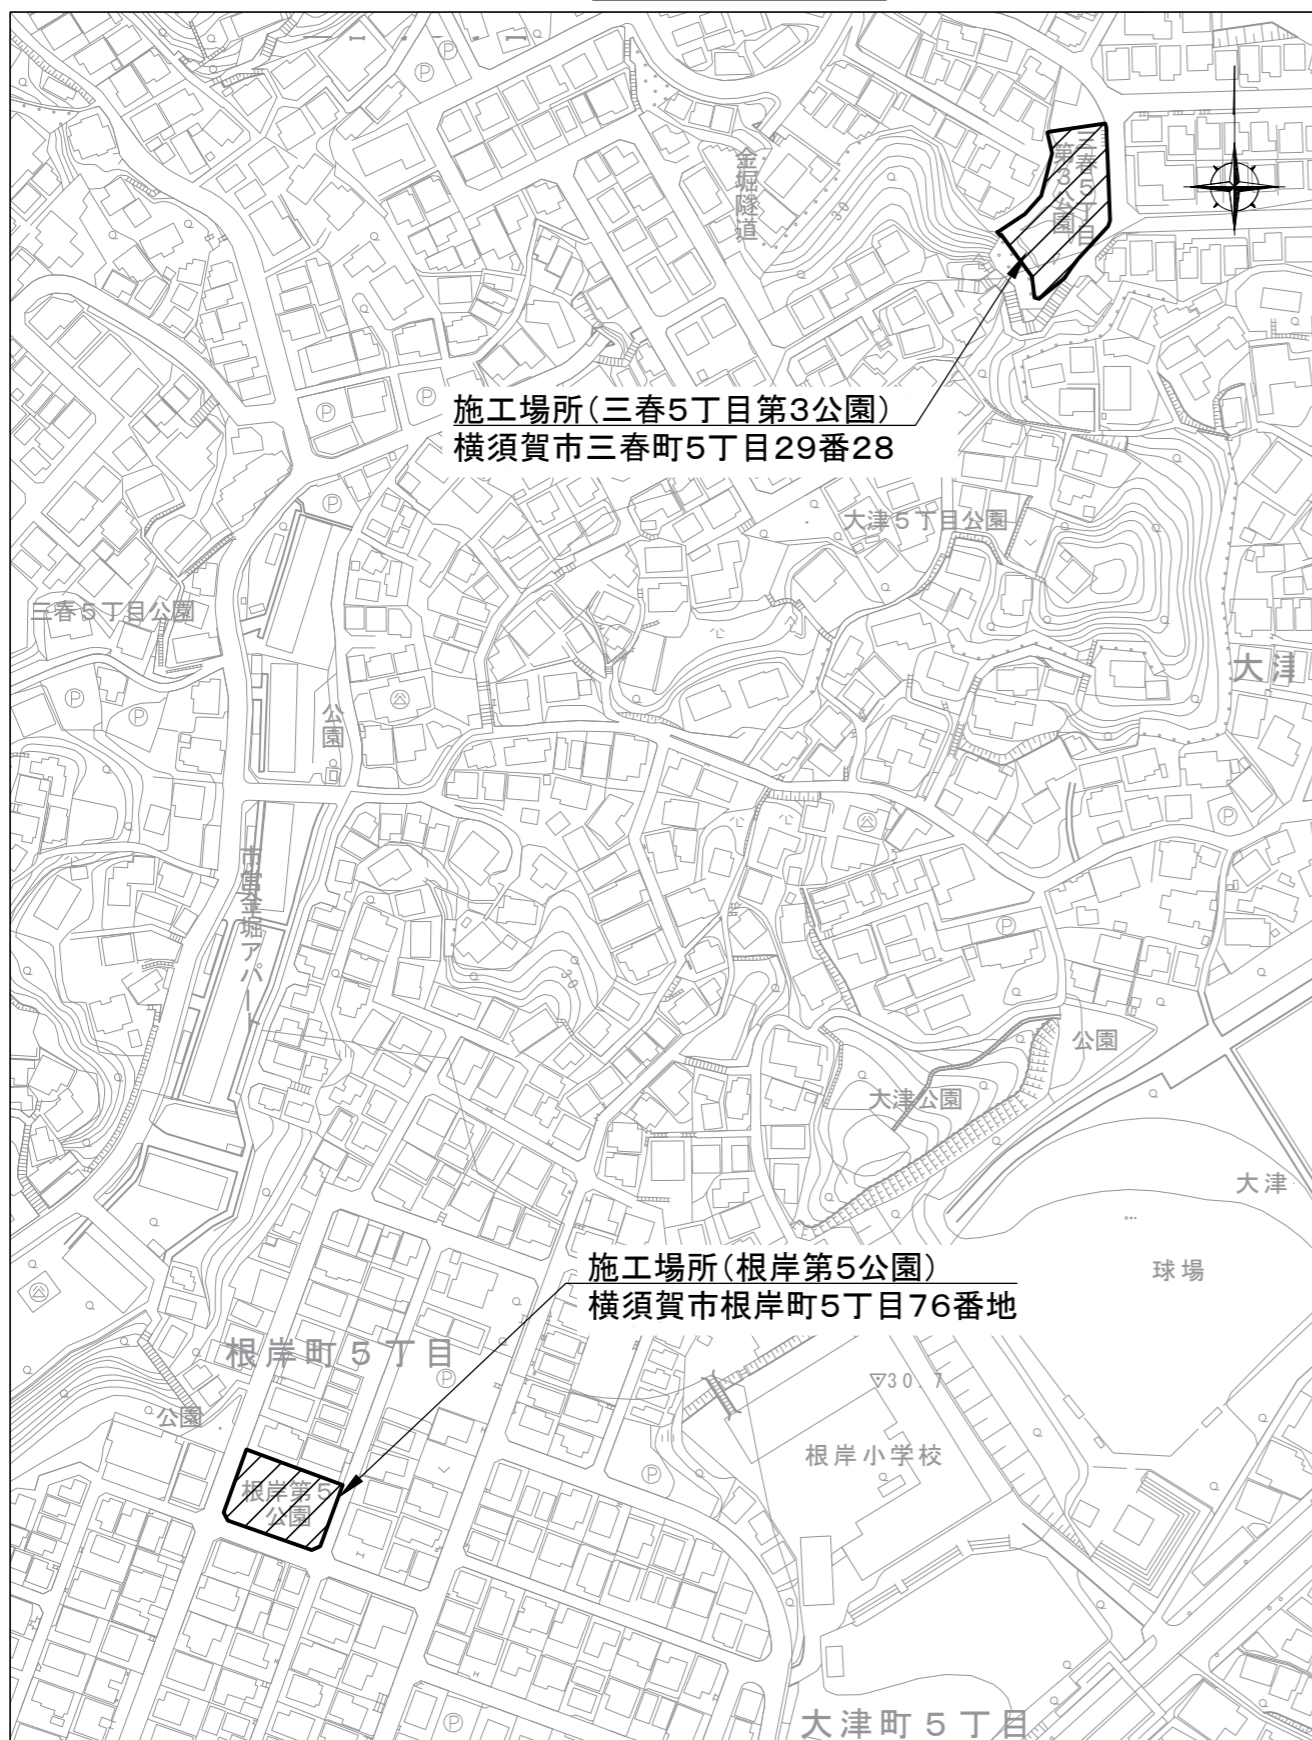 金堀隧道
三春5丁目
第3公園
30
施工場所(三春5丁目第3公園)
横須賀市三春町5丁目29番28
大津5丁目公園
三春5丁目公園
大津
公園
市営金堀アパート
30
公園
大津公園
大津
球場
施工場所(根岸第5公園)
横須賀市根岸町5丁目76番地
根岸町5丁目
30.7
公園
根岸小学校
根岸第5
公園
大津町5丁目